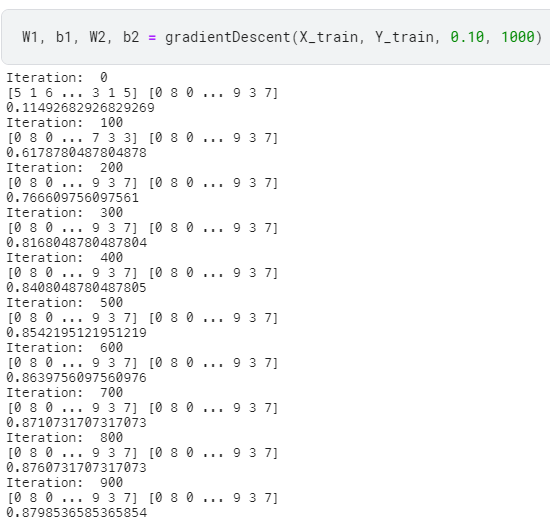 W1, b1, W2, b2 = gradientDescent(X_train, Y_train, 0.10, 1000)
Iteration:  0
[5 1 6 ... 3 1 5] [0 8 0 ... 9 3 7]
0.11492682926829269
Iteration:  100
[0 8 0 ... 7 3 3] [0 8 0 ... 9 3 7]
0.6178780487804878
Iteration:  200
[0 8 0 ... 9 3 7] [0 8 0 ... 9 3 7]
0.766609756097561
Iteration:  300
[0 8 0 ... 9 3 7] [0 8 0 ... 9 3 7]
0.8168048780487804
Iteration:  400
[0 8 0 ... 9 3 7] [0 8 0 ... 9 3 7]
0.8408048780487805
Iteration:  500
[0 8 0 ... 9 3 7] [0 8 0 ... 9 3 7]
0.8542195121951219
Iteration:  600
[0 8 0 ... 9 3 7] [0 8 0 ... 9 3 7]
0.8639756097560976
Iteration:  700
[0 8 0 ... 9 3 7] [0 8 0 ... 9 3 7]
0.8710731707317073
Iteration:  800
[0 8 0 ... 9 3 7] [0 8 0 ... 9 3 7]
0.8760731707317073
Iteration:  900
[0 8 0 ... 9 3 7] [0 8 0 ... 9 3 7]
0.8798536585365854